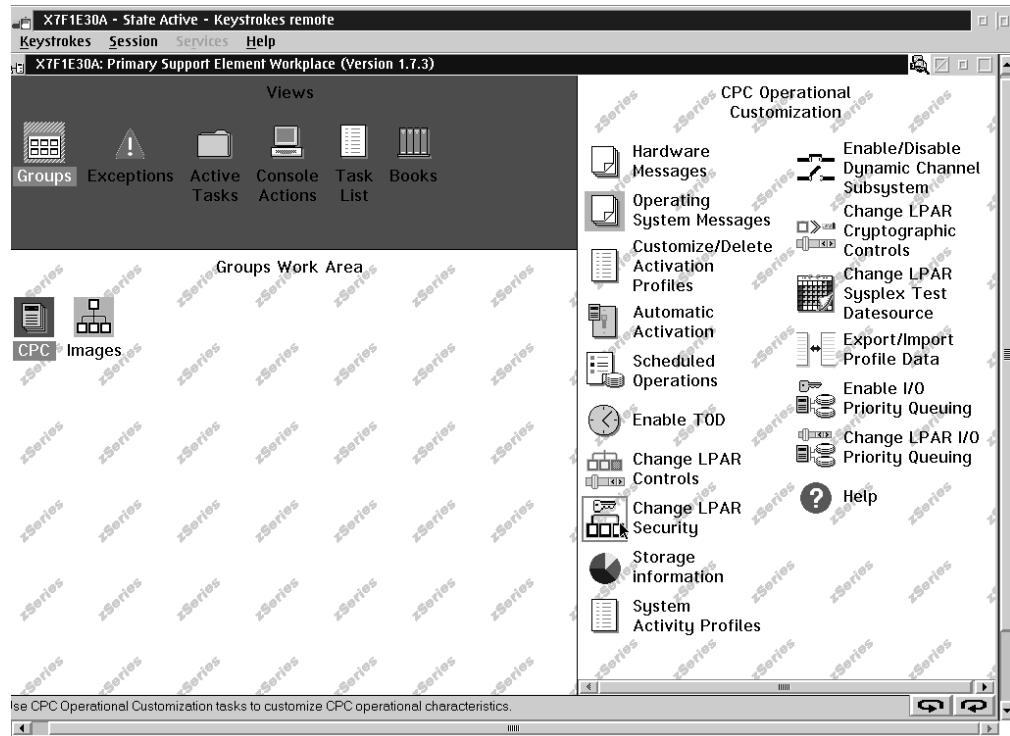 X7F1E30A - State Active - Keystrokes remote
Keystrokes Session Services Help
X7F1E30A: Primary Support Element Workplace (Version 1.7.3)
Views
Groups
Exceptions
Active
Tasks
Console
Actions
Task
List
Books
Groups Work Area
CPC
Images
CPC Operational
Customization
Hardware
Messages
Operating
System Messages
Customize/Delete
Activation
Profiles
Automatic
Activation
Scheduled
Operations
Enable TOD
Change LPAR
Controls
Change LPAR
Security
Storage
information
System
Activity Profiles
Enable/Disable
Dynamic Channel
Subsystem
Change LPAR
Cryptographic
Controls
Change LPAR
Sysplex Test
Datesource
Export/Import
Profile Data
Enable I/O
Priority Queuing
Change LPAR I/O
Priority Queuing
Help
zSeries
se CPC Operational Customization tasks to customize CPC operational characteristics.